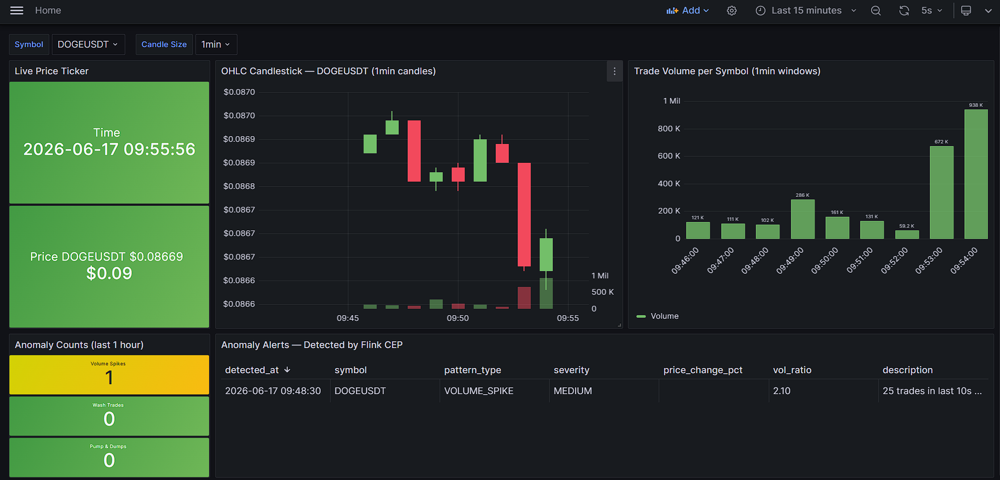 Home
Add
Last 15 minutes
5s
Symbol
DOGEUSDT
Candle Size
1min
Live Price Ticker
Time
2026-06-17 09:55:56
Price DOGEUSDT $0.08669
$0.09
OHLC Candlestick — DOGEUSDT (1min candles)
$0.0870
$0.0870
$0.0869
$0.0869
$0.0868
$0.0867
$0.0867
$0.0867
$0.0866
$0.0866
1 Mil
500 K
0
09:45
09:50
09:55
Trade Volume per Symbol (1min windows)
1 Mil
800 K
600 K
400 K
200 K
0
121 K
111 K
102 K
286 K
161 K
131 K
59.2 K
672 K
938 K
09:46:00
09:47:00
09:48:00
09:49:00
09:50:00
09:51:00
09:52:00
09:53:00
09:54:00
Volume
Anomaly Counts (last 1 hour)
Volume Spikes
1
Wash Trades
0
Pump & Dumps
0
Anomaly Alerts — Detected by Flink CEP
detected_at symbol pattern_type severity price_change_pct vol_ratio description
2026-06-17 09:48:30 DOGEUSDT VOLUME_SPIKE MEDIUM 2.10 25 trades in last 10s ...